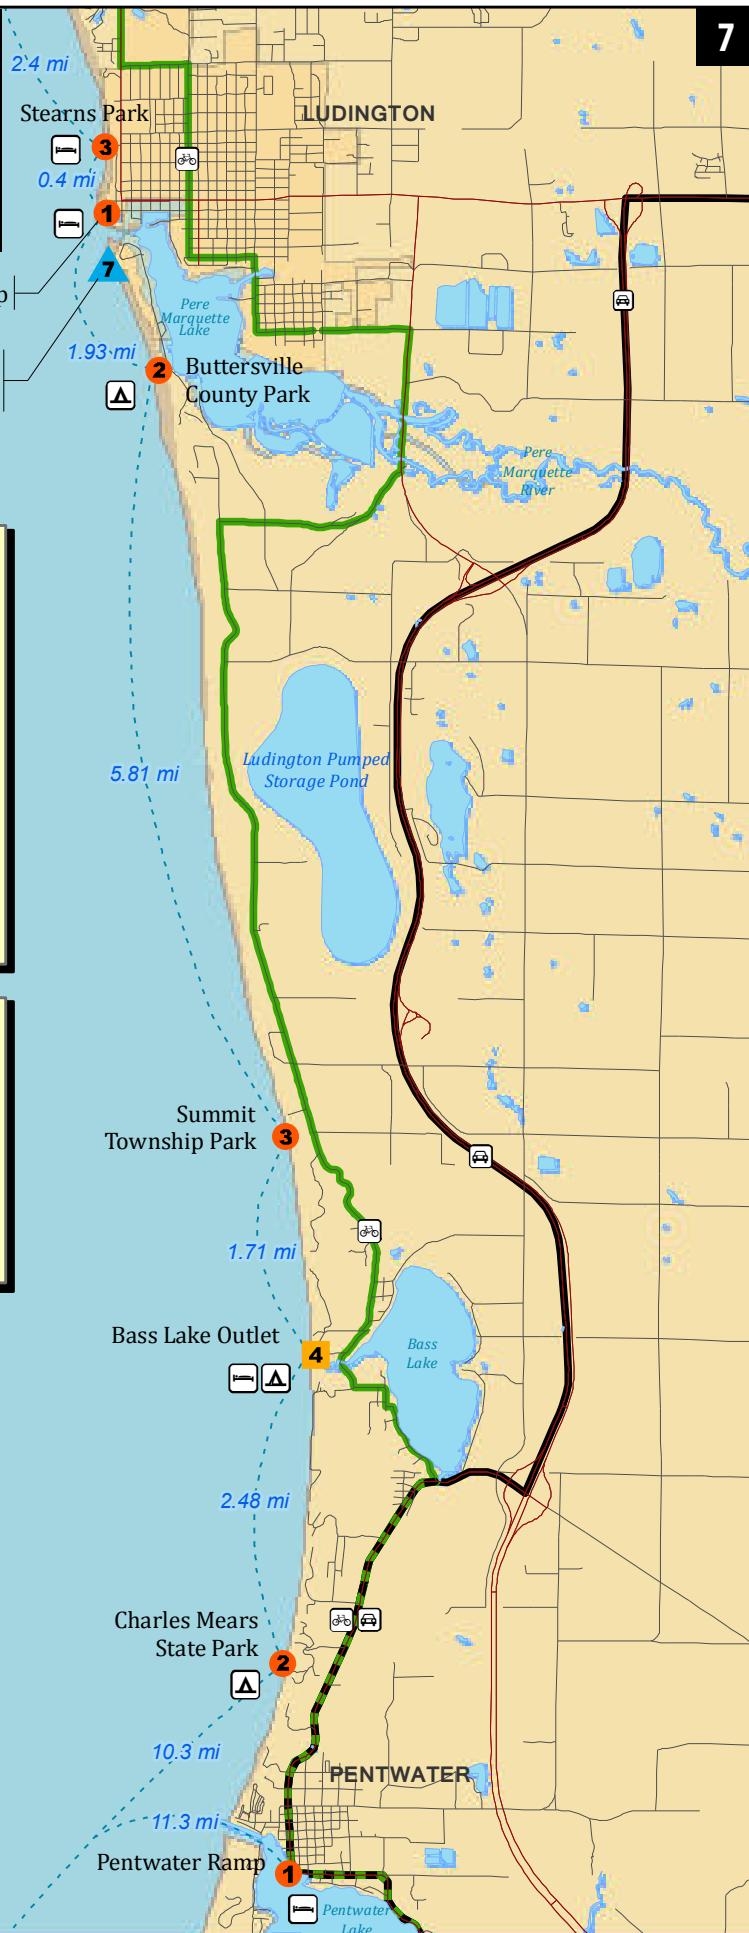 7
2.4 mi
Stearns Park
LUDINGTON
3
0.4 mi
1
7
p
Pere
Marquette
Lake
1.93 mi
2
Buttersville
County Park
Pere
Marquette
River
5.81 mi
Ludington Pumped
Storage Pond
Summit
Township Park
3
1.71 mi
Bass Lake Outlet
4
Bass
Lake
2.48 mi
Charles Mears
State Park
2
10.3 mi
PENTWATER
11.3 mi
Pentwater Ramp
1
Pentwater
Lake